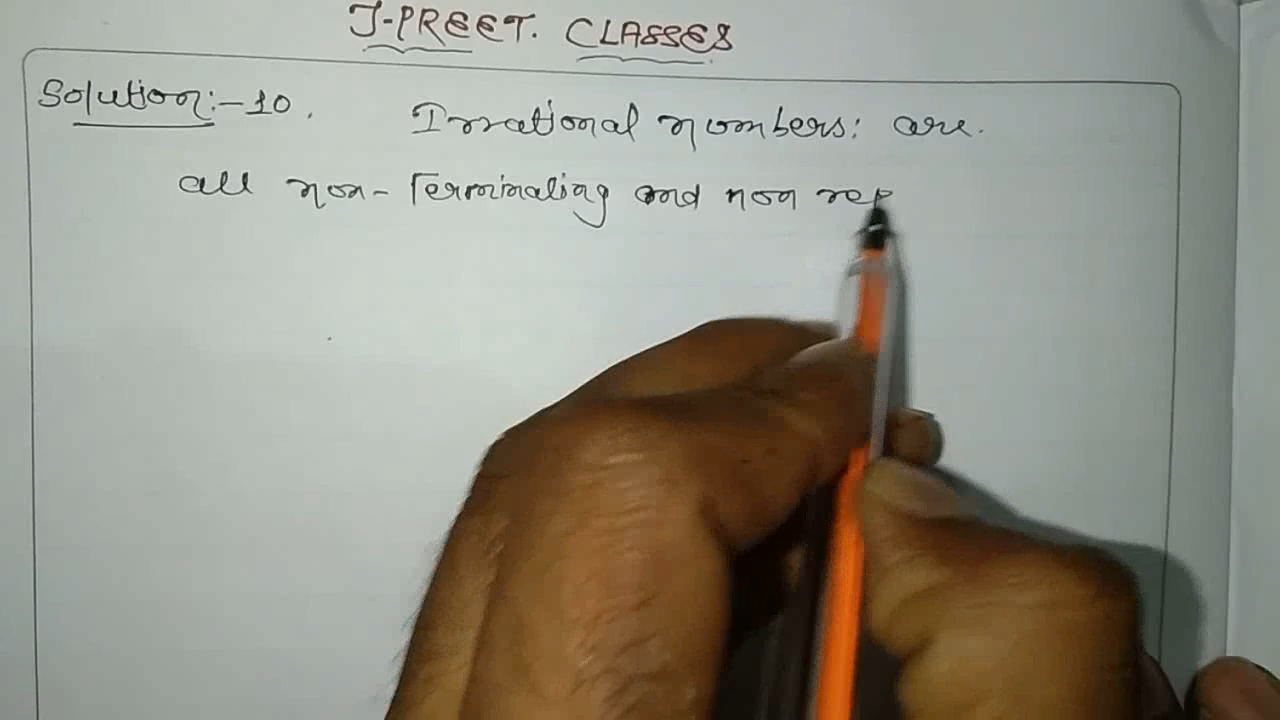 J-PREET. CLASSES
Solution:-10. Irrational numbers: are.
all non-Terminating and non rep